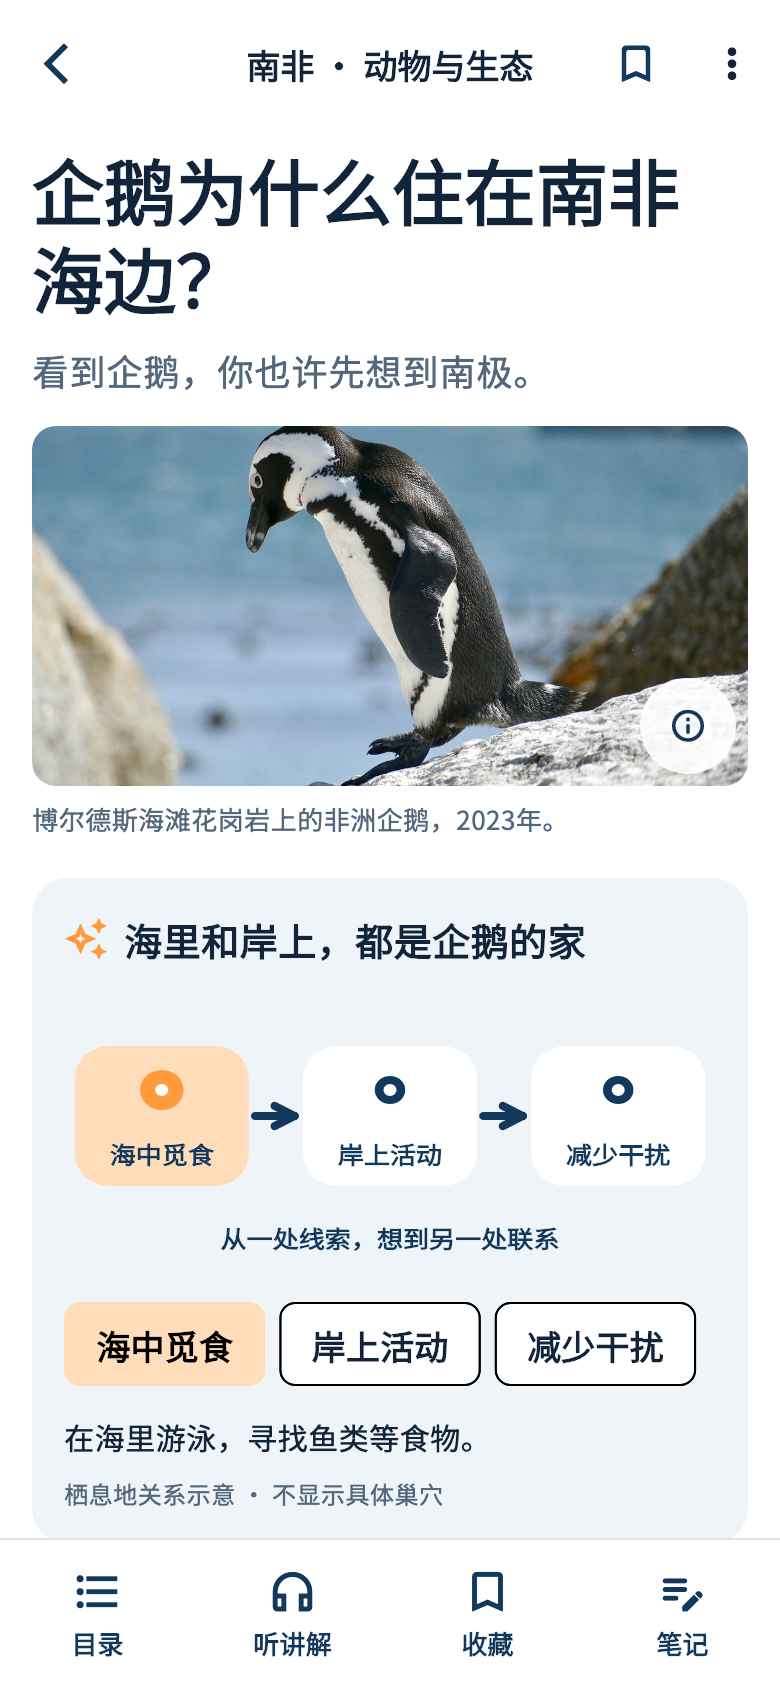 南非 · 动物与生态
企鹅为什么住在南非
海边？
看到企鹅，你也许先想到南极。
博尔德斯海滩花岗岩上的非洲企鹅，2023年。
海里和岸上，都是企鹅的家
海中觅食
岸上活动
减少干扰
从一处线索，想到另一处联系
海中觅食
岸上活动
减少干扰
在海里游泳，寻找鱼类等食物。
栖息地关系示意 · 不显示具体巢穴
目录
听讲解
收藏
笔记